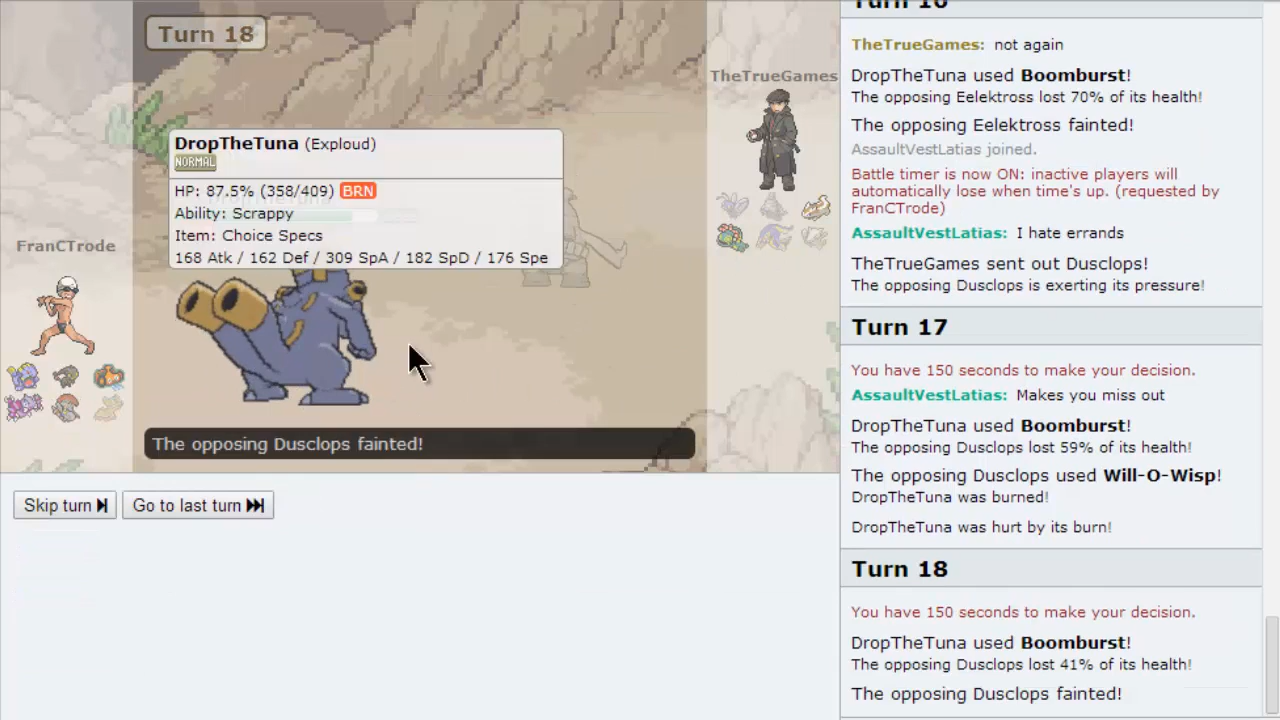 Turn 18
TheTrueGames
DropTheTuna (Exploud)
NORMAL
HP: 87.5% (358/409) BRN
Ability: Scrappy
Item: Choice Specs
168 Atk / 162 Def / 309 SpA / 182 SpD / 176 Spe
FranCTrode
The opposing Dusclops fainted!
Skip turn
Go to last turn
Turn 16
TheTrueGames: not again
DropTheTuna used Boomburst!
The opposing Eelektross lost 70% of its health!
The opposing Eelektross fainted!
AssaultVestLatias joined.
Battle timer is now ON: inactive players will
automatically lose when time's up. (requested by
FranCTrode)
AssaultVestLatias: I hate errands
TheTrueGames sent out Dusclops!
The opposing Dusclops is exerting its pressure!
Turn 17
You have 150 seconds to make your decision.
AssaultVestLatias: Makes you miss out
DropTheTuna used Boomburst!
The opposing Dusclops lost 59% of its health!
The opposing Dusclops used Will-O-Wisp!
DropTheTuna was burned!
DropTheTuna was hurt by its burn!
Turn 18
You have 150 seconds to make your decision.
DropTheTuna used Boomburst!
The opposing Dusclops lost 41% of its health!
The opposing Dusclops fainted!